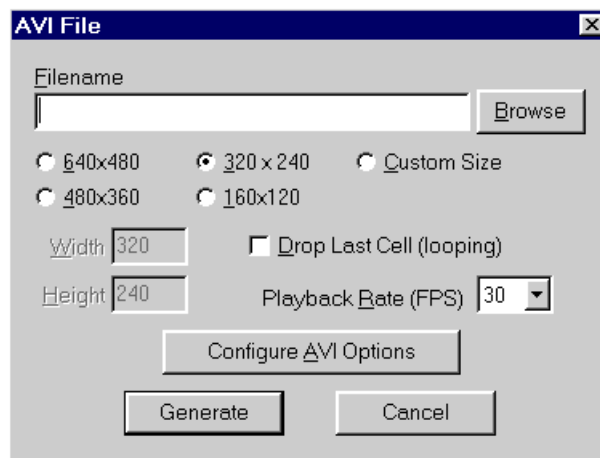 AVI File
Filename
Browse
640x480 320 x 240 Custom Size
480x360 160x120
Width 320 Drop Last Cell (looping)
Height 240 Playback Rate (FPS) 30
Configure AVI Options
Generate Cancel